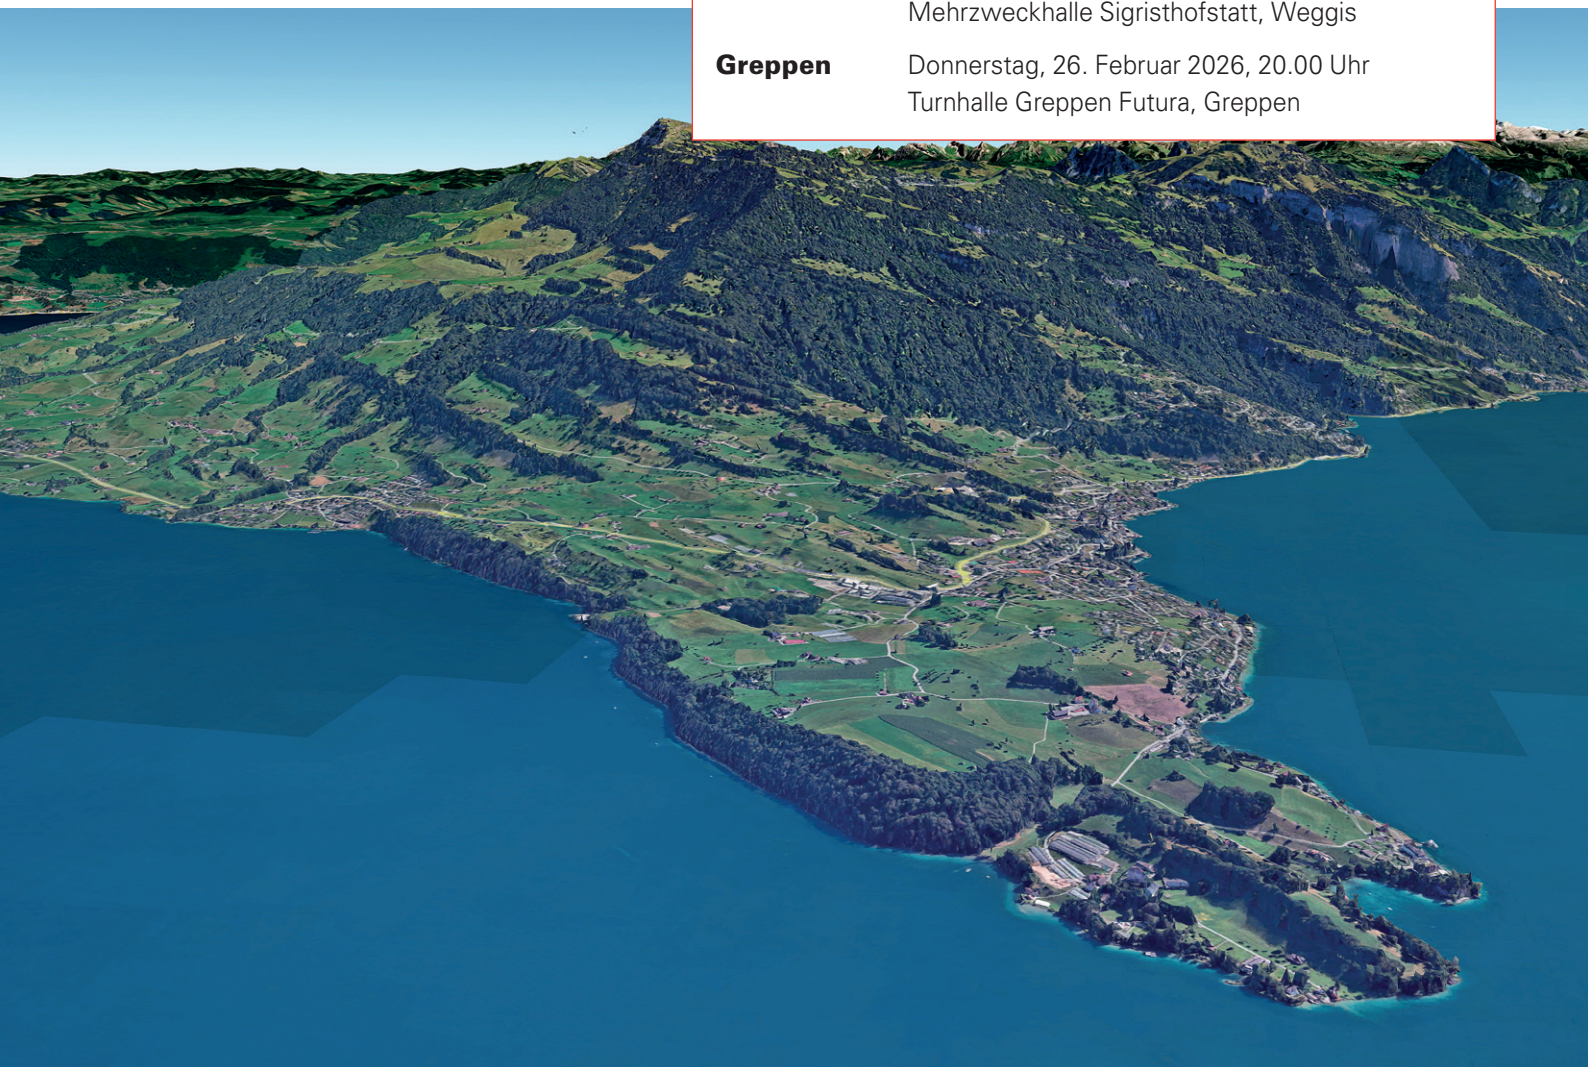 Mehrzweckhalle Sigristhofstatt, Weggis
Greppen Donnerstag, 26. Februar 2026, 20.00 Uhr
Turnhalle Greppen Futura, Greppen